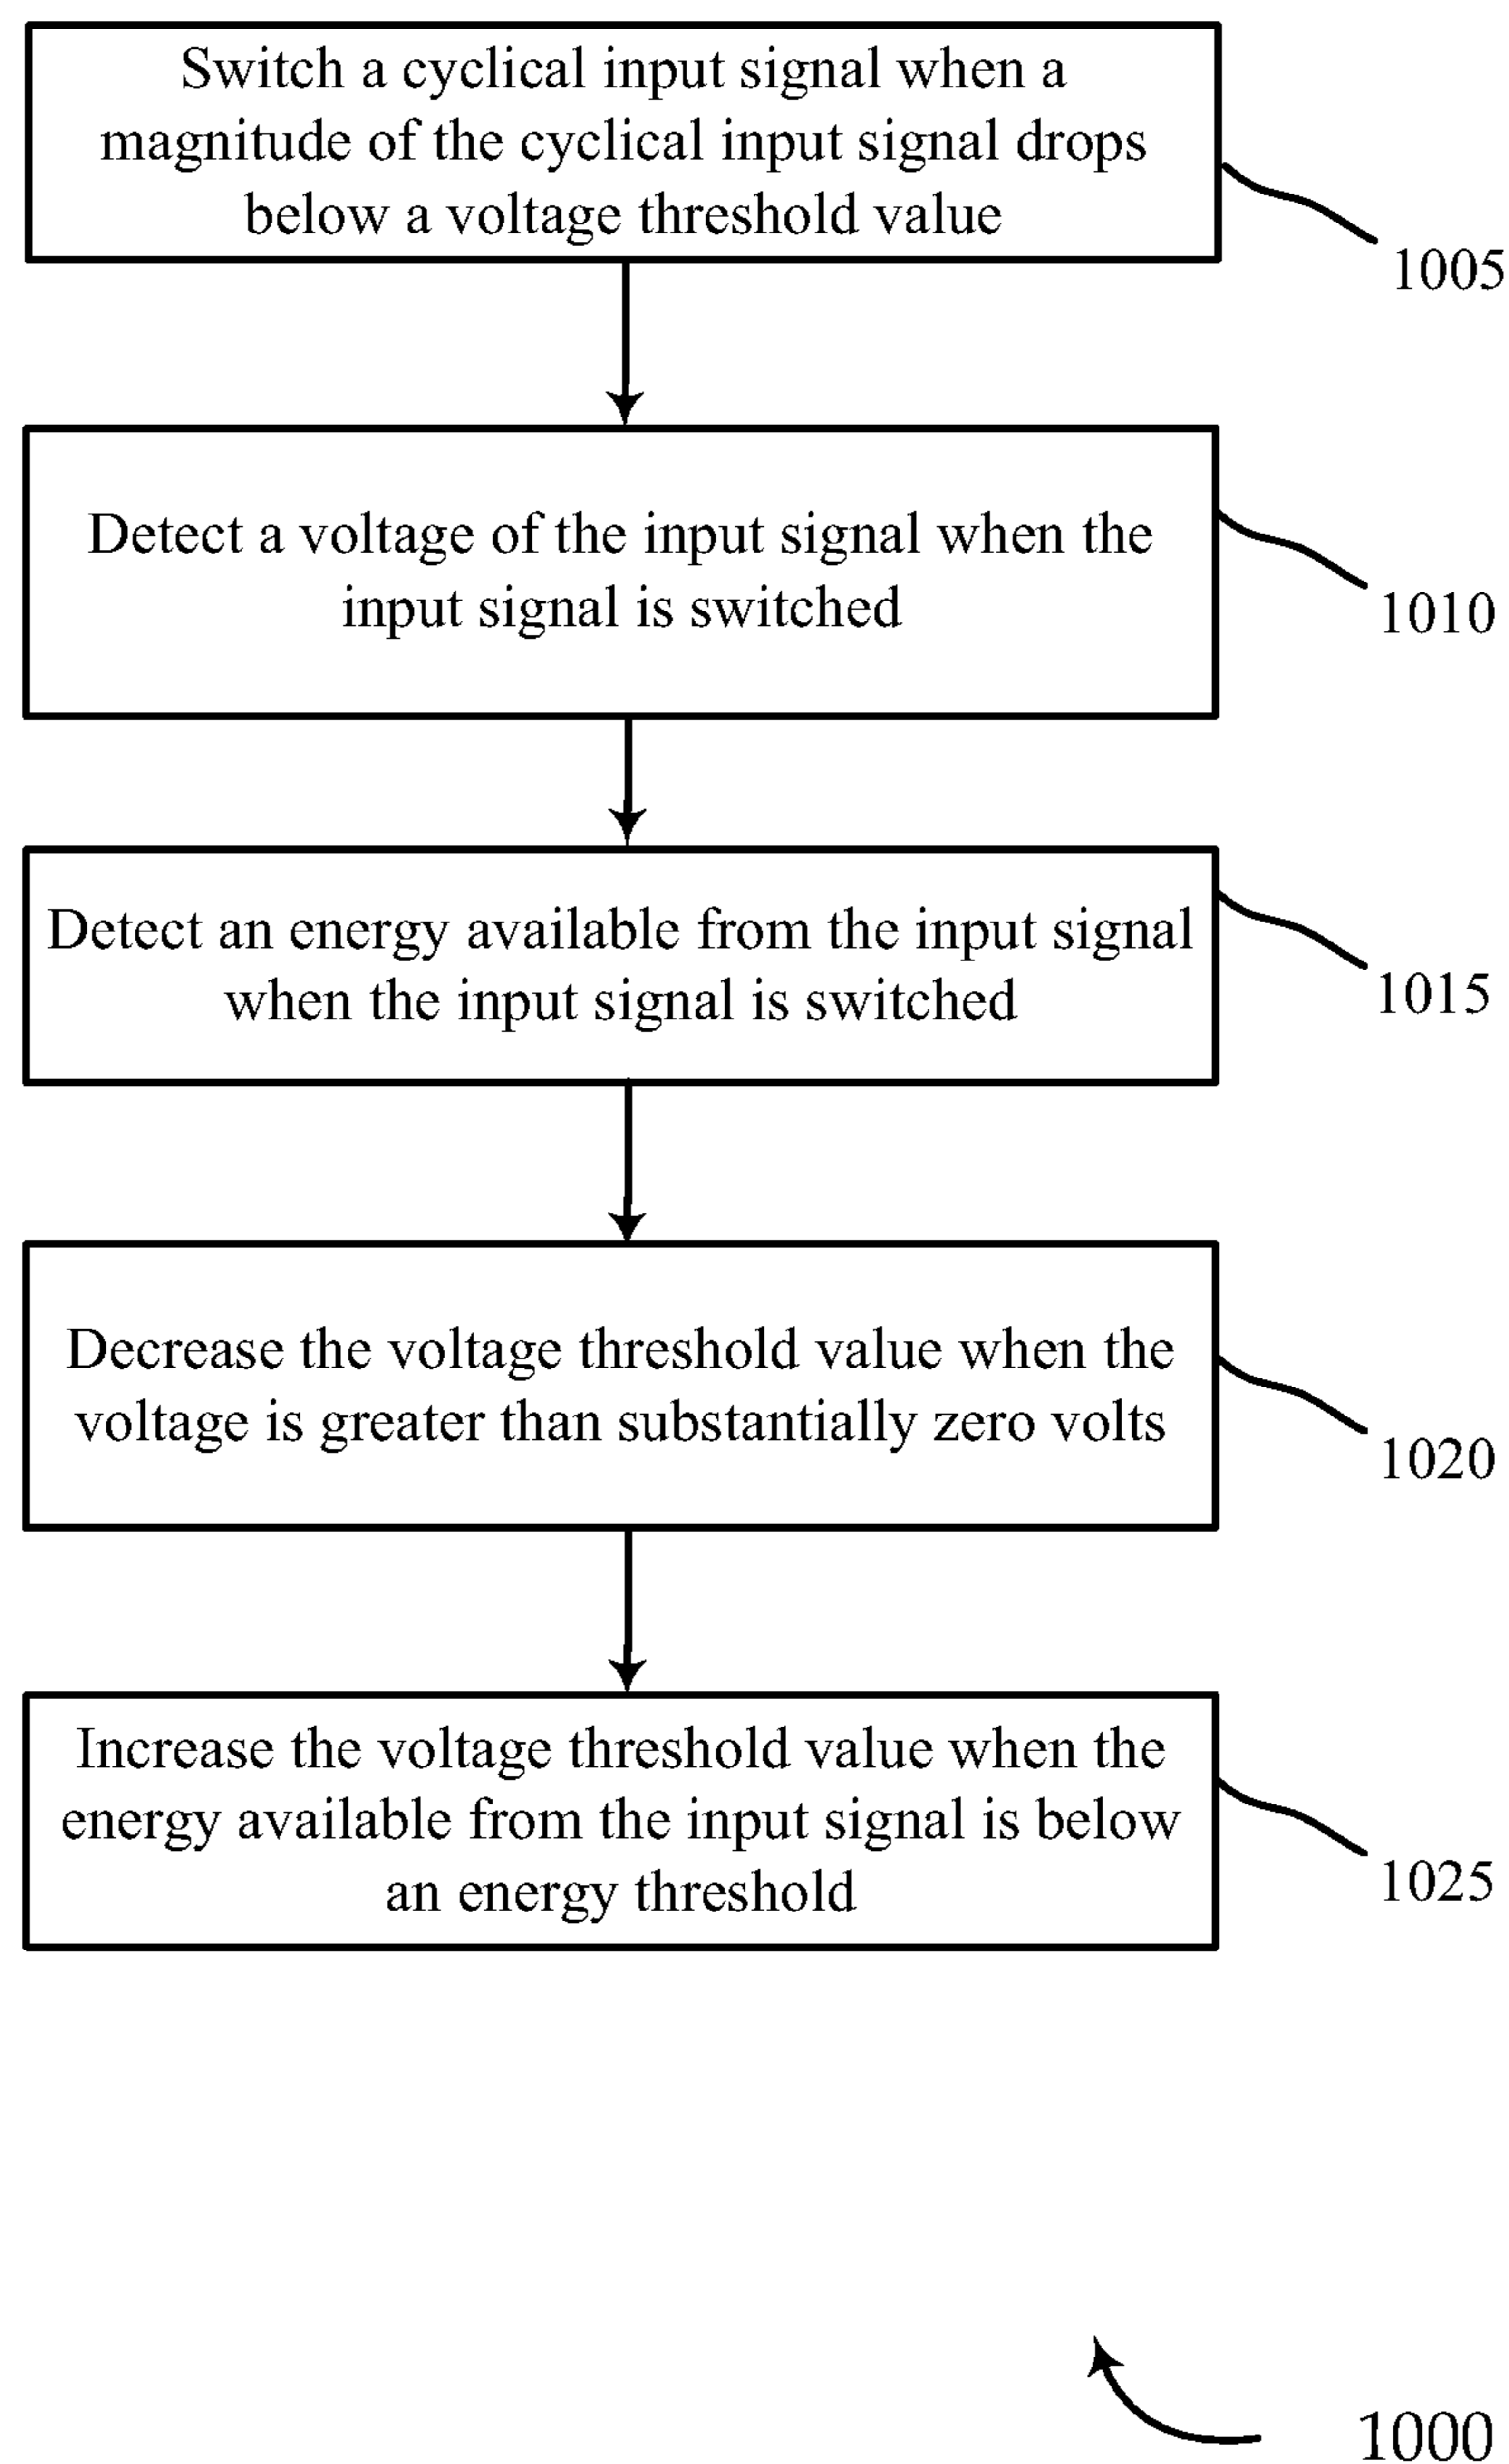 Switch a cyclical input signal when a
magnitude of the cyclical input signal drops
below a voltage threshold value
1005
Detect a voltage of the input signal when the
input signal is switched
1010
Detect an energy available from the input signal
when the input signal is switched
1015
Decrease the voltage threshold value when the
voltage is greater than substantially zero volts
1020
Increase the voltage threshold value when the
energy available from the input signal is below
an energy threshold
1025
1000